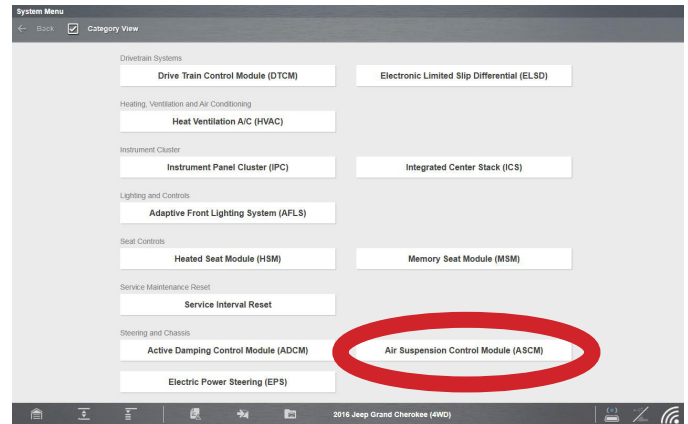 System Menu
Back Category View
Drivetrain Systems
Drive Train Control Module (DTCM) Electronic Limited Slip Differential (ELSD)
Heating, Ventilation and Air Conditioning
Heat Ventilation A/C (HVAC)
Instrument Cluster
Instrument Panel Cluster (IPC) Integrated Center Stack (ICS)
Lighting and Controls
Adaptive Front Lighting System (AFLS)
Seat Controls
Heated Seat Module (HSM) Memory Seat Module (MSM)
Service Maintenance Reset
Service Interval Reset
Steering and Chassis
Active Damping Control Module (ADCM) Air Suspension Control Module (ASCM)
Electric Power Steering (EPS)
2016 Jeep Grand Cherokee (4WD)